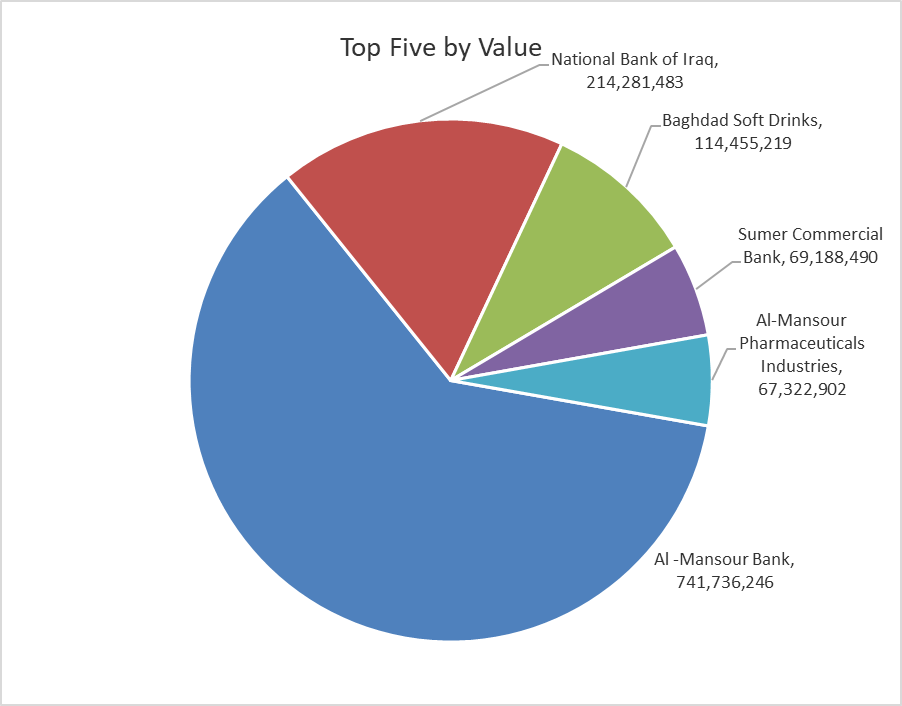 Top Five by Value
National Bank of Iraq,
214,281,483
Baghdad Soft Drinks,
114,455,219
Sumer Commercial
Bank, 69,188,490
Al-Mansour
Pharmaceuticals
Industries,
67,322,902
Al -Mansour Bank,
741,736,246